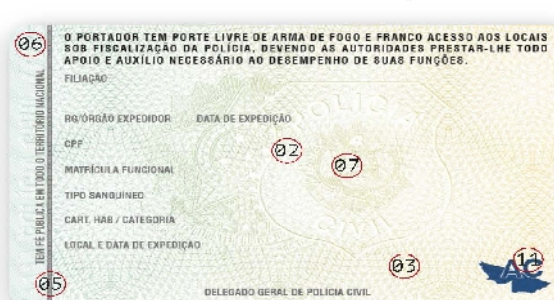 06
O PORTADOR TEM PORTE LIVRE DE ARMA DE FOGO E FRANCO ACESSO AOS LOCAIS
SOB FISCALIZAÇÃO DA POLÍCIA, DEVENDO AS AUTORIDADES PRESTAR-LHE TODO
APOIO E AUXÍLIO NECESSÁRIO AO DESEMPENHO DE SUAS FUNÇÕES.
TEM FÉ PÚBLICA EM TODO O TERRITÓRIO NACIONAL
FILIAÇÃO
RG/ÓRGÃO EXPEDIDOR DATA DE EXPEDIÇÃO
CPF
02
07
MATRÍCULA FUNCIONAL
TIPO SANGUÍNEO
CART. HAB / CATEGORIA
LOCAL E DATA DE EXPEDIÇÃO
03
11
AC
05
DELEGADO GERAL DE POLÍCIA CIVIL
POLÍCIA
CIVIL